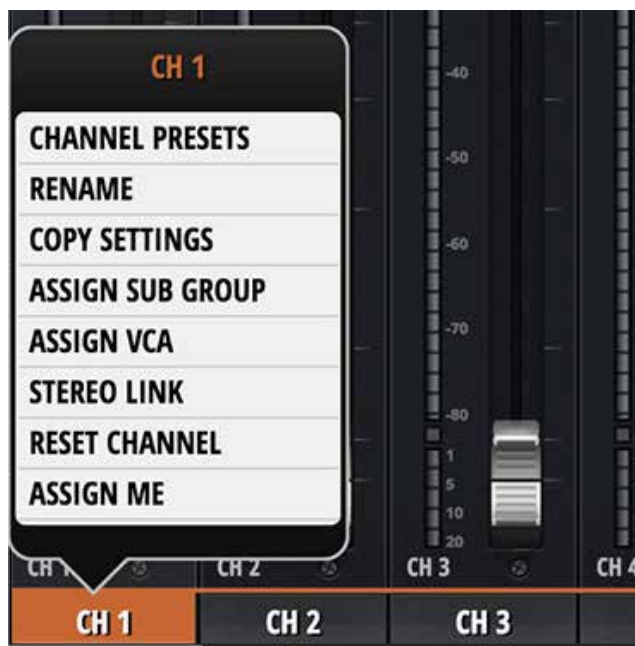 CH 1
CHANNEL PRESETS
RENAME
COPY SETTINGS
ASSIGN SUB GROUP
ASSIGN VCA
STEREO LINK
RESET CHANNEL
ASSIGN ME
-40
-50
-60
-70
-80
1
5
10
20
CH 1 CH 2 CH 3 CH 4
CH 1 CH 2 CH 3